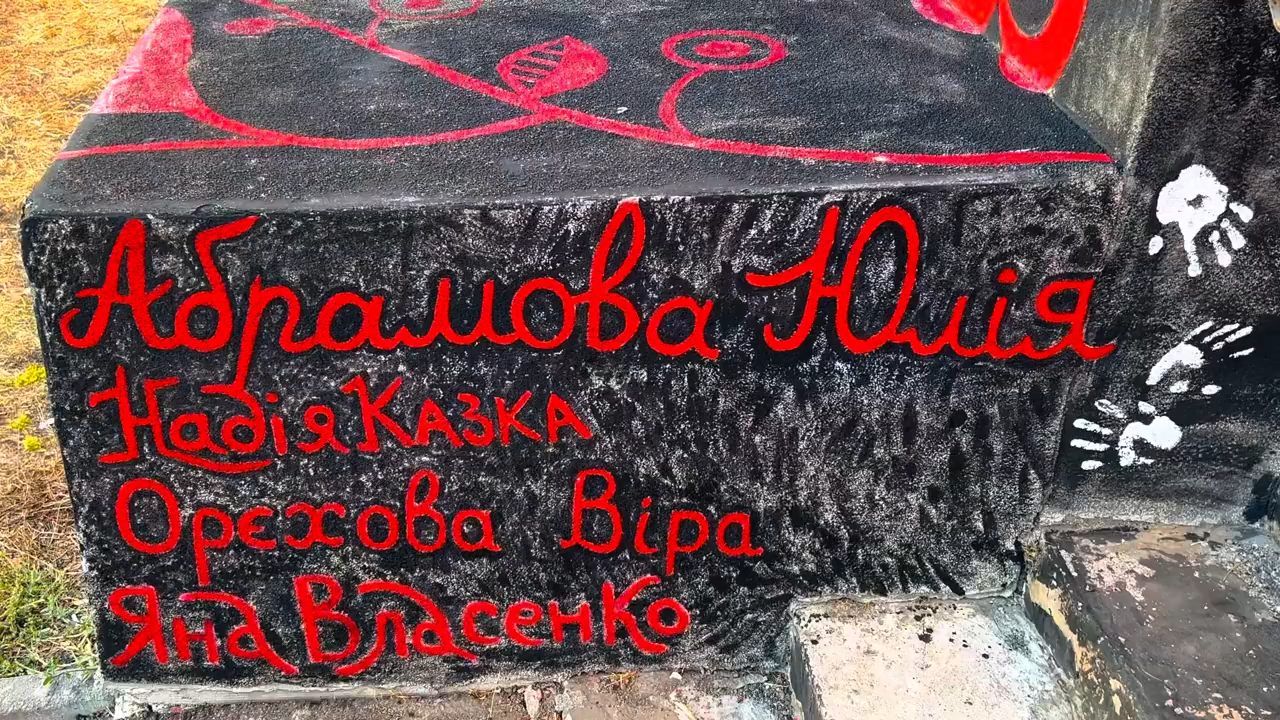 Абрамова Юлія
Надія КАЗКА
Орєхова Віра
Яна Власенко